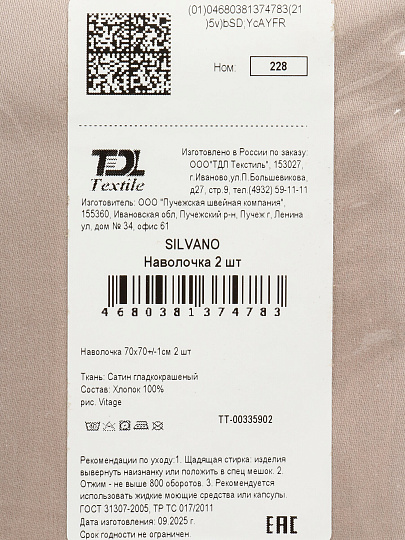 (01)04680381374783(21
)5v)bSD;YcAYFR
Ном: 228
TDL
Textile
Изготовлено в России по заказу
ООО"ТДЛ Текстиль", 153027,
г.Иваново,ул.П.Большевикова,
д27, стр.9, тел.(4932) 59-11-11
Изготовитель: ООО "Пучежская швейная компания",
155360, Ивановская обл, Пучежский р-н, Пучеж г, Ленина
ул, дом № 34, офис 61
SILVANO
Наволочка 2 шт
4680381374783
Наволочка 70х70+/-1см 2 шт
Ткань: Сатин гладкокрашеный
Состав: Хлопок 100%
рис. Vitage
ТТ-00335902
Рекомендации по уходу:1. Щадящая стирка: изделия
вывернуть наизнанку или положить в спец мешок. 2.
Отжим - не выше 800 оборотов. 3. Рекомендуется
использовать жидкие моющие средства или капсулы.
ГОСТ 31307-2005, ТР ТС 017/2011
Дата изготовления: 09.2025 г.
Срок годности не ограничен.
ЕАС